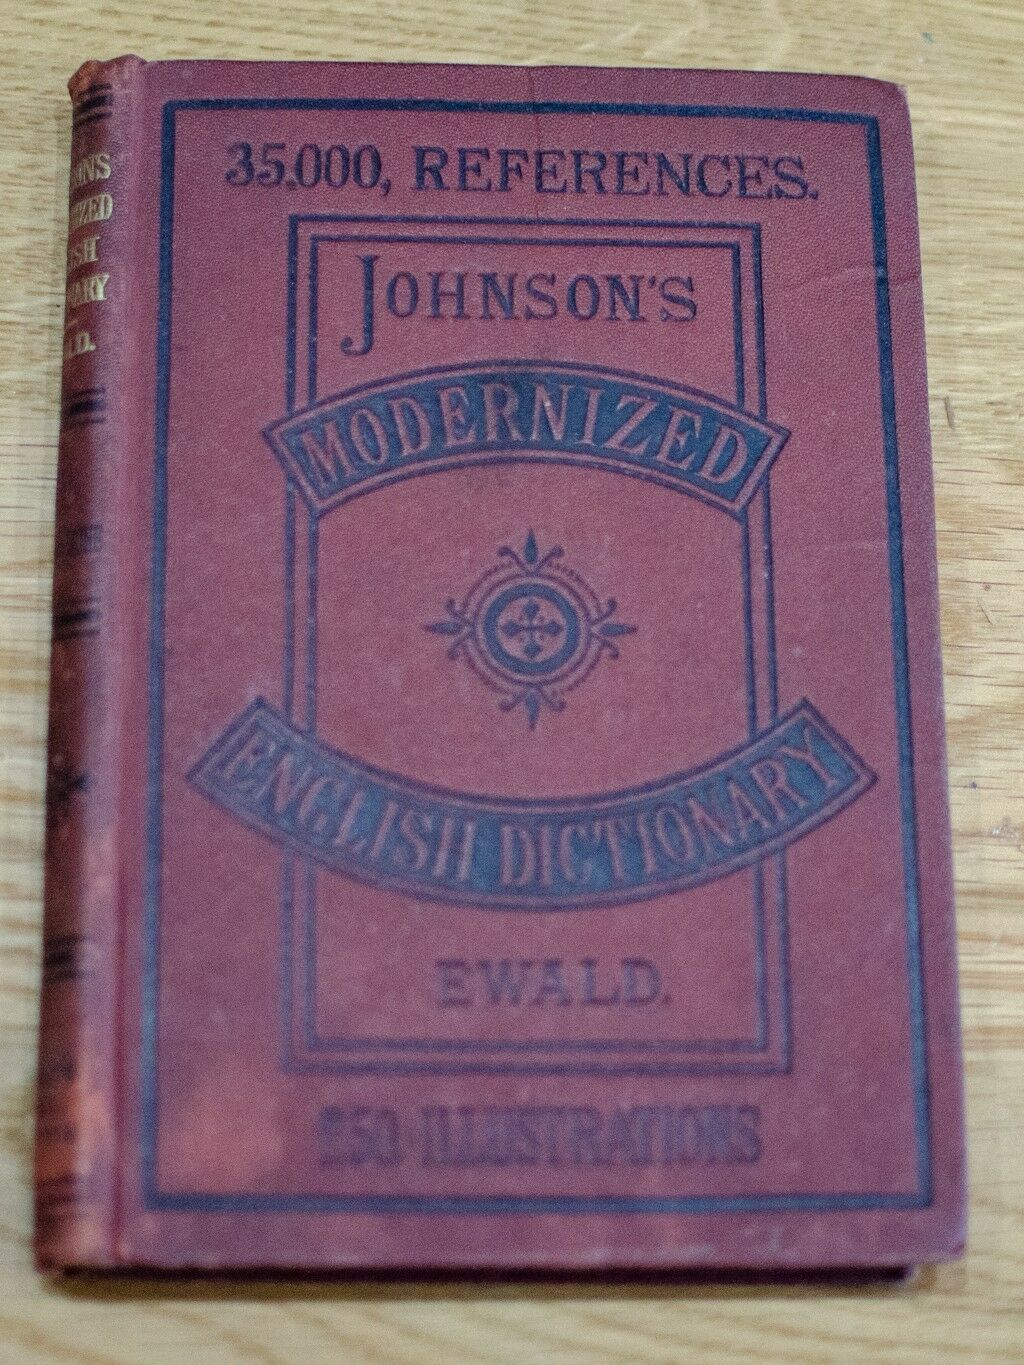 35.000, REFERENCES.
JOHNSON'S
MODERNIZED
ENGLISH DICTIONARY
EWALD.
250 ILLUSTRATIONS